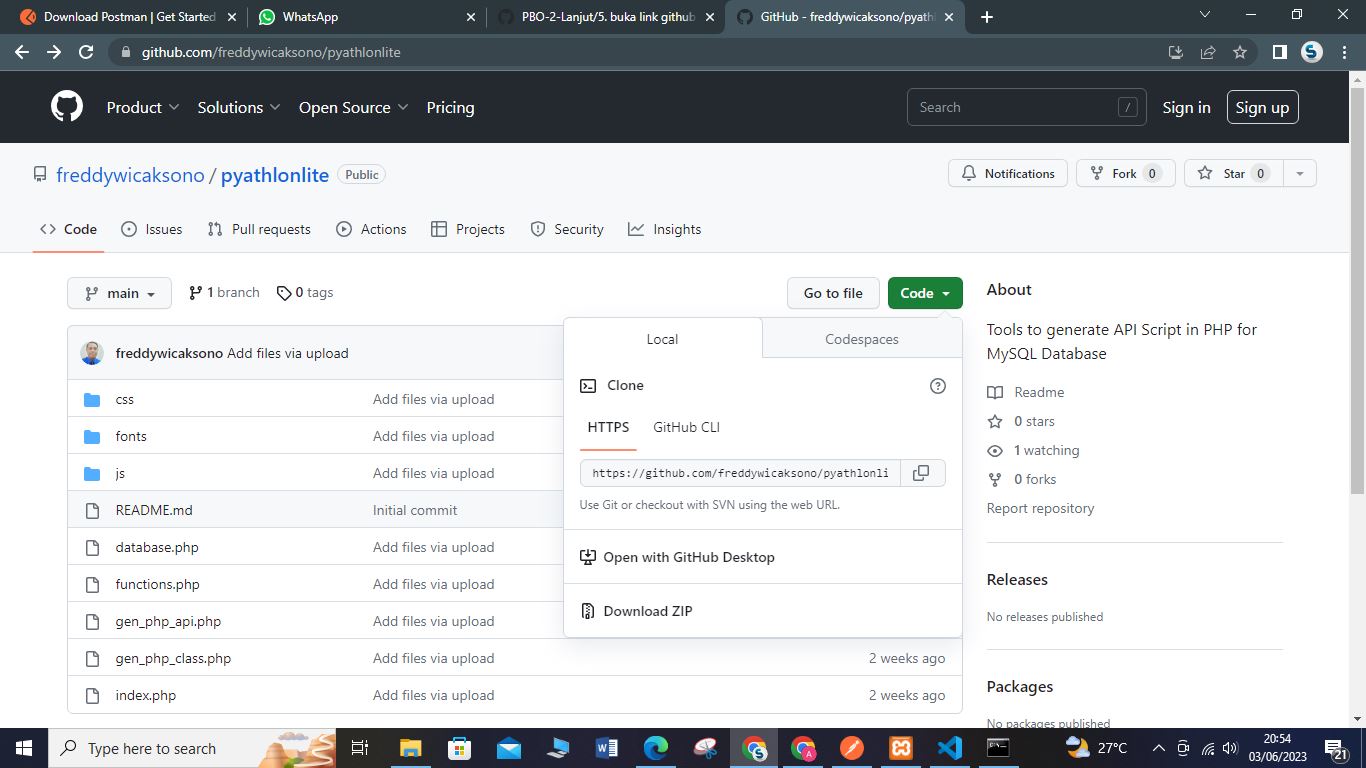 Download Postman | Get Started
WhatsApp
PBO-2-Lanjut/5. buka link github
GitHub - freddywicaksono/pyathl
github.com/freddywicaksono/pyathlonlite
Product
Solutions
Open Source
Pricing
Search
/
Sign in
Sign up
freddywicaksono / pyathlonlite
Public
Notifications
Fork 0
Star 0
Code
Issues
Pull requests
Actions
Projects
Security
Insights
main
1 branch
0 tags
Go to file
Code
About
Tools to generate API Script in PHP for
MySQL Database
Readme
0 stars
1 watching
0 forks
Report repository
Releases
No releases published
Packages
No packages published
freddywicaksono Add files via upload
css Add files via upload
fonts Add files via upload
js Add files via upload
README.md Initial commit
database.php Add files via upload
functions.php Add files via upload
gen_php_api.php Add files via upload
gen_php_class.php Add files via upload 2 weeks ago
index.php Add files via upload 2 weeks ago
Local
Codespaces
Clone
HTTPS
GitHub CLI
https://github.com/freddywicaksono/pyathlonli
Use Git or checkout with SVN using the web URL.
Open with GitHub Desktop
Download ZIP
Type here to search
27°C
20:54
03/06/2023
21